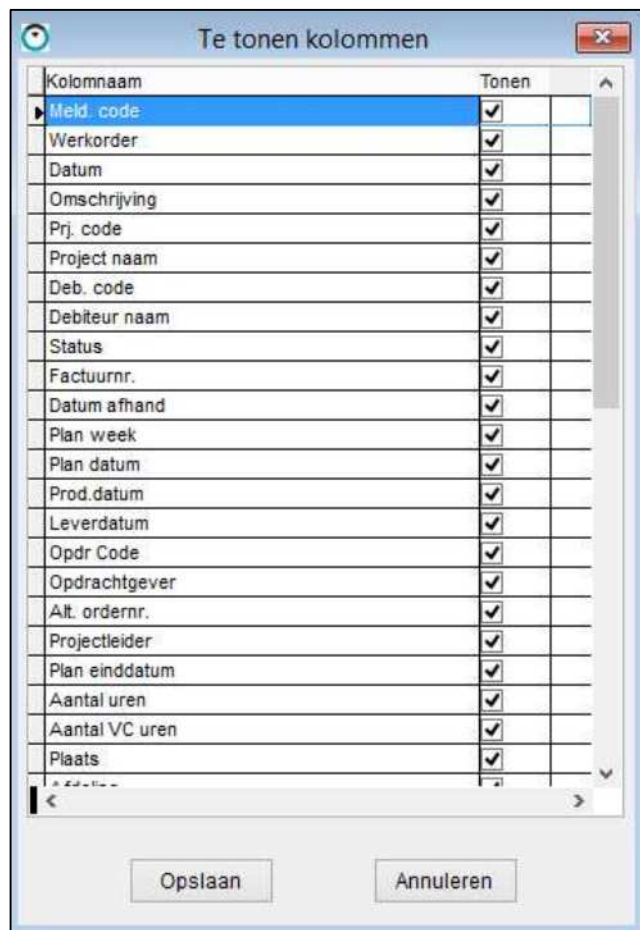 Te tonen kolommen
Kolomnaam Tonen
Meld. code
Werkorder
Datum
Omschrijving
Prj. code
Project naam
Deb. code
Debiteur naam
Status
Factuurnr.
Datum afhand
Plan week
Plan datum
Prod.datum
Leverdatum
Opdr Code
Opdrachtgever
Alt. ordernr.
Projectleider
Plan einddatum
Aantal uren
Aantal VC uren
Plaats
Opslaan Annuleren